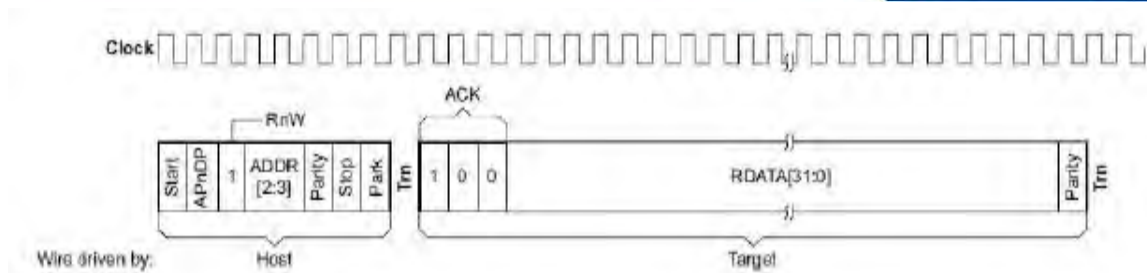 Clock
ACK
RnW
Start
APnDP
1
ADDR
[2:3]
Parity
Stop
Park
Trn
1
0
0
RDATA[31:0]
Parity
Trn
Wire driven by:
Host
Target